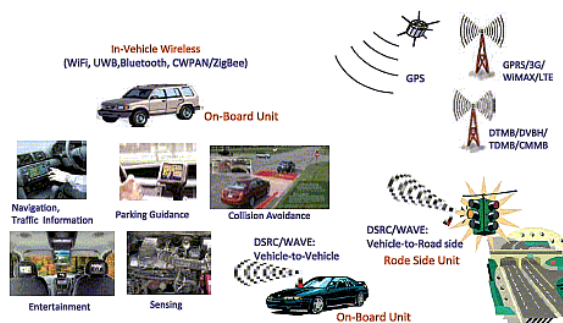 In-Vehicle Wireless
(WiFi, UWB,Bluetooth, CWPAN/ZigBee)
On-Board Unit
GPS
GPRS/3G/
WiMAX/LTE
DTMB/DVBH/
TDMB/CMMB
Navigation,
Traffic Information
Parking Guidance
Collision Avoidance
DSRC/WAVE:
Vehicle-to-Vehicle
DSRC/WAVE:
Vehicle-to-Road side
Rode Side Unit
Entertainment
Sensing
On-Board Unit